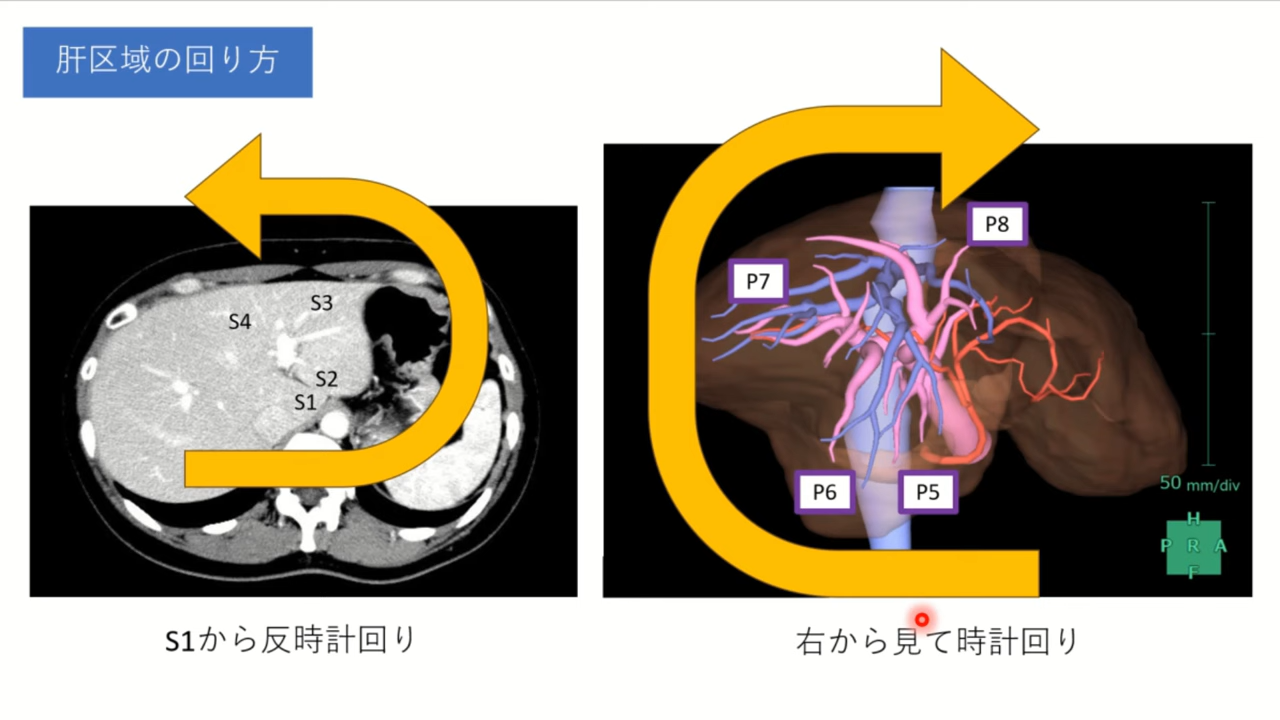 肝区域の回り方
S3
S4
S2
S1
P8
P7
P6
P5
50 mm/div
H
P R A
F
S1から反時計回り
右から見て時計回り